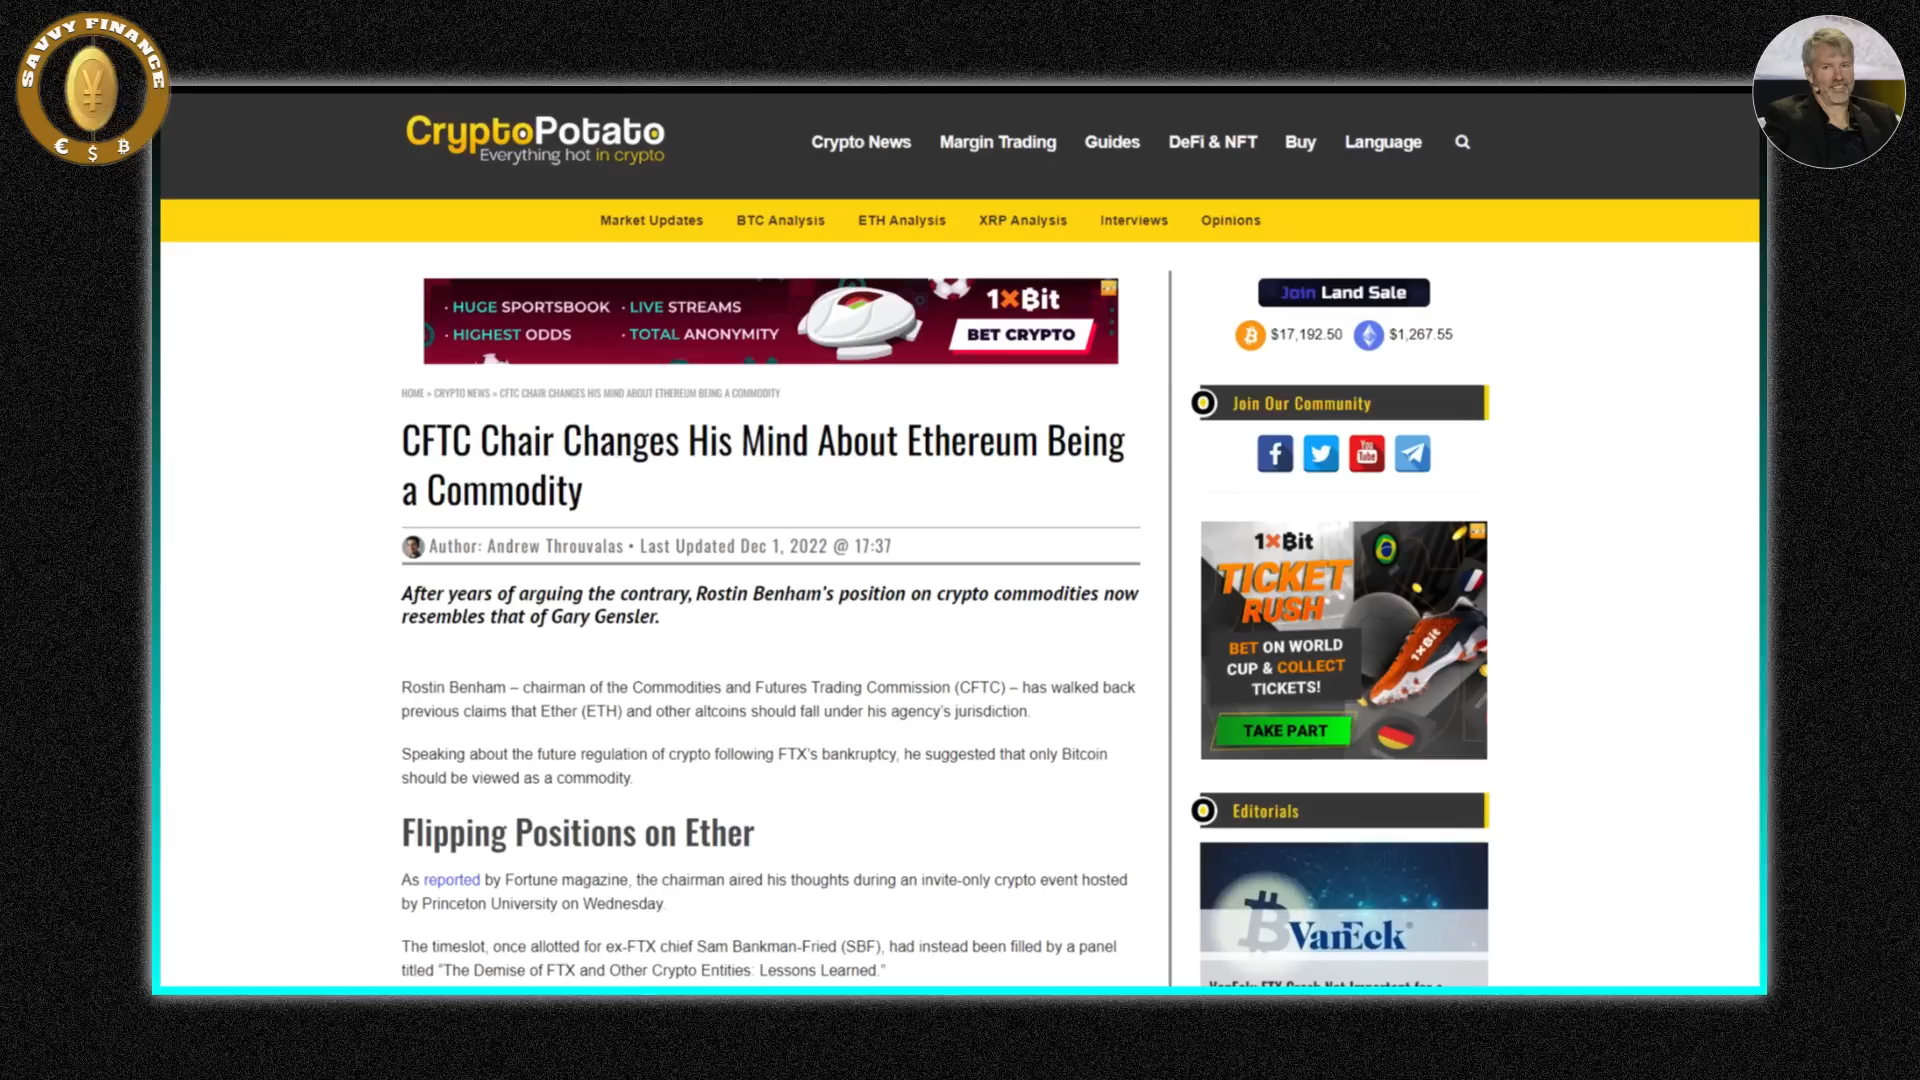 SAVVY FINANCE
¥
€ $ ₿
CryptoPotato
Everything hot in crypto
Crypto News Margin Trading Guides DeFi & NFT Buy Language
Market Updates BTC Analysis ETH Analysis XRP Analysis Interviews Opinions
· HUGE SPORTSBOOK · LIVE STREAMS
· HIGHEST ODDS · TOTAL ANONYMITY
1XBit
BET CRYPTO
Join Land Sale
$17,192.50 $1,267.55
HOME » CRYPTO NEWS » CFTC CHAIR CHANGES HIS MIND ABOUT ETHEREUM BEING A COMMODITY
CFTC Chair Changes His Mind About Ethereum Being
a Commodity
Author: Andrew Throuvalas • Last Updated Dec 1, 2022 @ 17:37
After years of arguing the contrary, Rostin Benham's position on crypto commodities now
resembles that of Gary Gensler.
Rostin Benham – chairman of the Commodities and Futures Trading Commission (CFTC) – has walked back
previous claims that Ether (ETH) and other altcoins should fall under his agency's jurisdiction.
Speaking about the future regulation of crypto following FTX's bankruptcy, he suggested that only Bitcoin
should be viewed as a commodity.
Flipping Positions on Ether
As reported by Fortune magazine, the chairman aired his thoughts during an invite-only crypto event hosted
by Princeton University on Wednesday.
The timeslot, once allotted for ex-FTX chief Sam Bankman-Fried (SBF), had instead been filled by a panel
titled "The Demise of FTX and Other Crypto Entities: Lessons Learned."
Join Our Community
You
Tube
1XBit
TICKET
RUSH
BET ON WORLD
CUP & COLLECT
TICKETS!
TAKE PART
1XBit
Editorials
VanEck
VanEck: FTX Crash Not Important for a